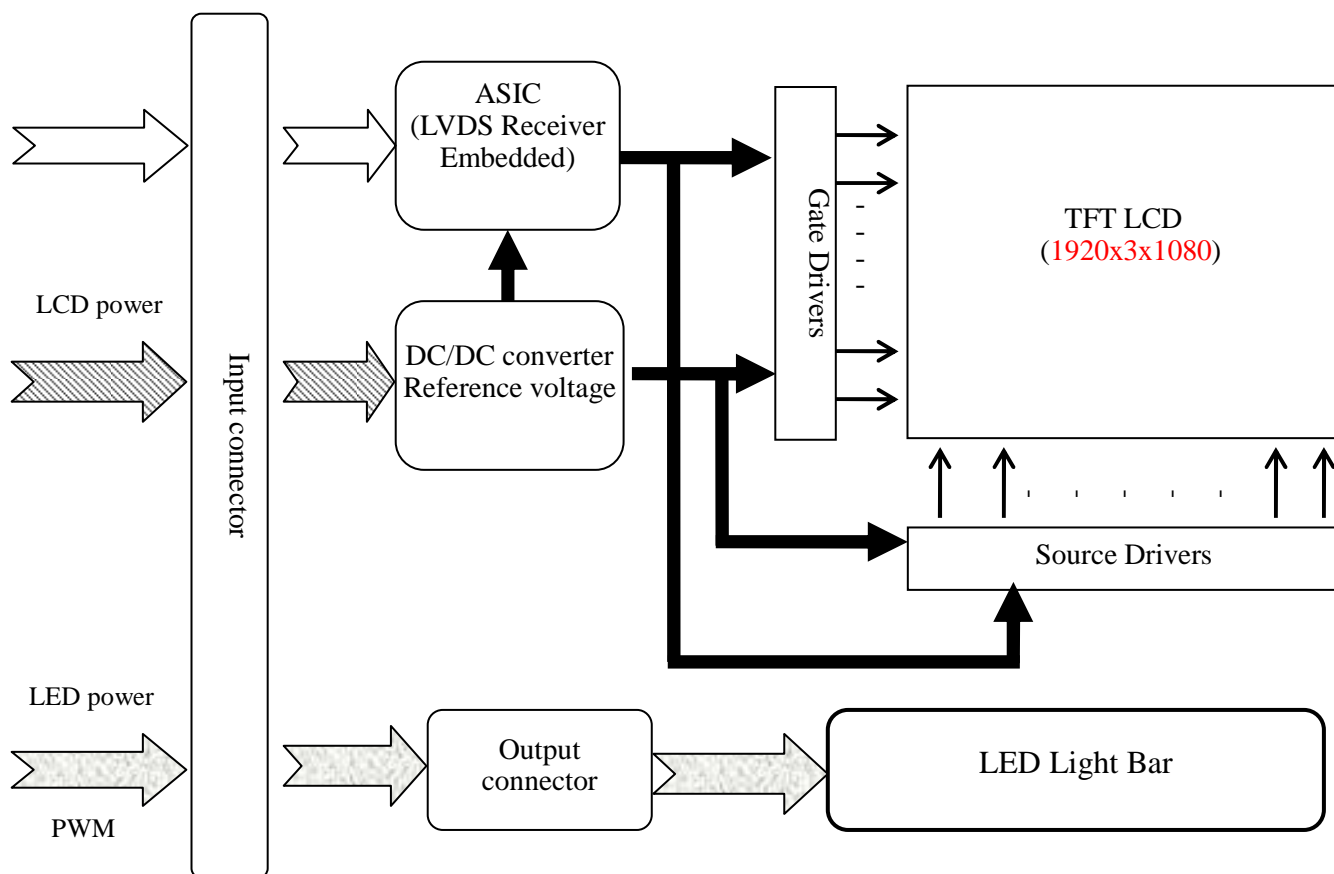 ASIC
(LVDS Receiver
Embedded)
Gate Drivers
TFT LCD
(1920x3x1080)
LCD power
Input connector
DC/DC converter
Reference voltage
Source Drivers
LED power
Output
connector
LED Light Bar
PWM